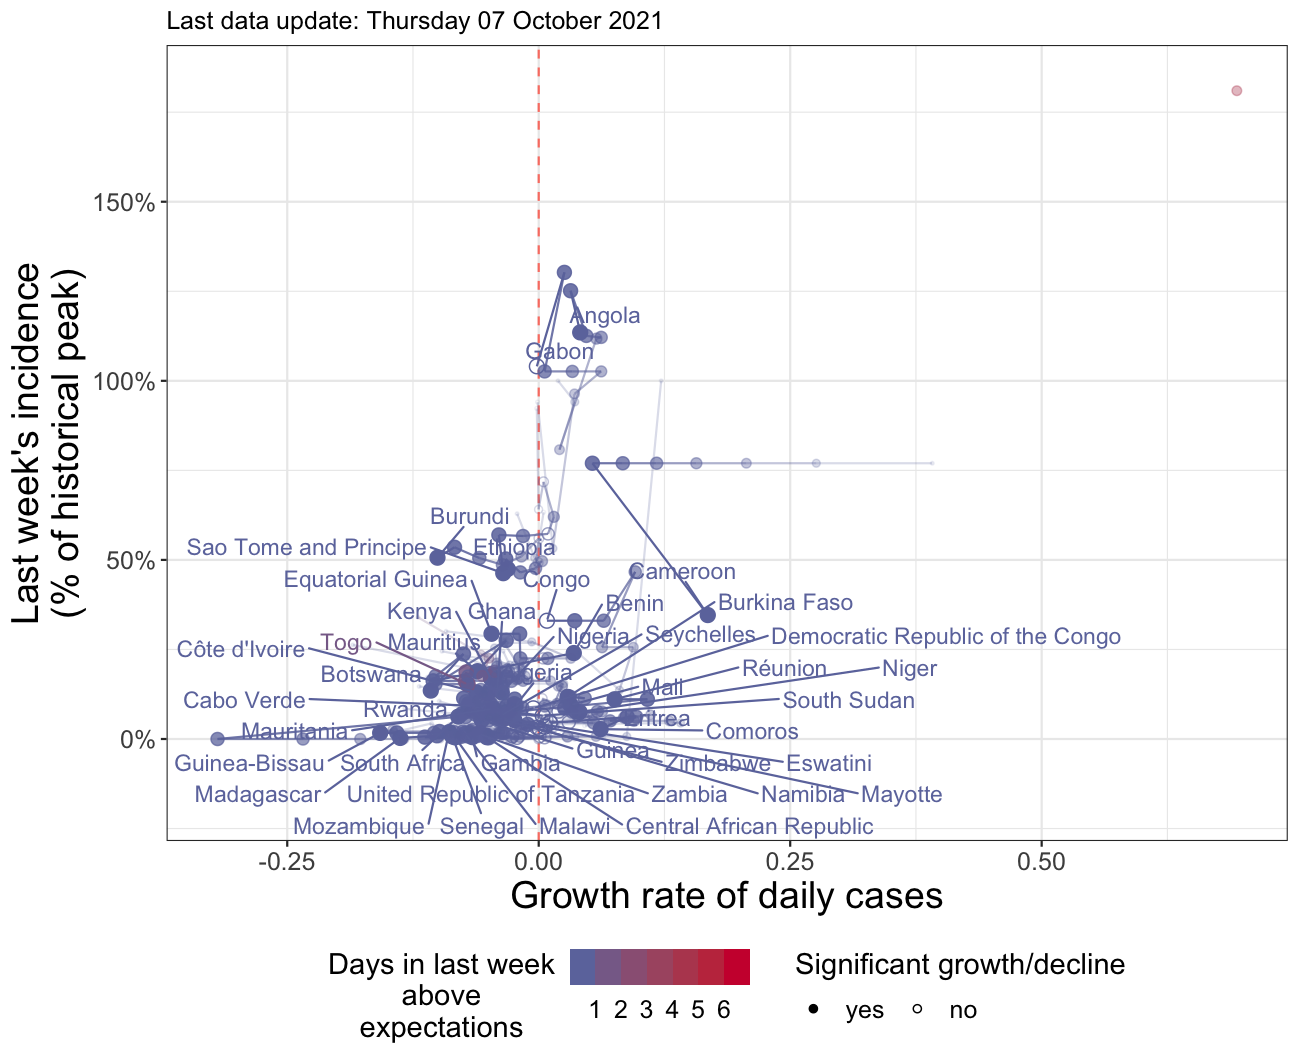 Last data update: Thursday 07 October 2021
Last week's incidence
(% of historical peak)
150%
100%
50%
0%
Angola
Gabon
Burundi
Sao Tome and Principe
Ethiopia
Equatorial Guinea
Congo
Cameroon
Kenya
Ghana
Benin
Burkina Faso
Côte d'Ivoire
Togo
Mauritius
Nigeria
Seychelles
Democratic Republic of the Congo
Botswana
Réunion
Niger
Cabo Verde
Mali
South Sudan
Rwanda
Mauritania
Eritrea
Comoros
Guinea-Bissau
South Africa
Gambia
Guinea
Zimbabwe
Eswatini
Madagascar
United Republic of Tanzania
Zambia
Namibia
Mayotte
Mozambique
Senegal
Malawi
Central African Republic
-0.25
0.00
0.25
0.50
Growth rate of daily cases
Days in last week
above
expectations
1 2 3 4 5 6
Significant growth/decline
yes
no